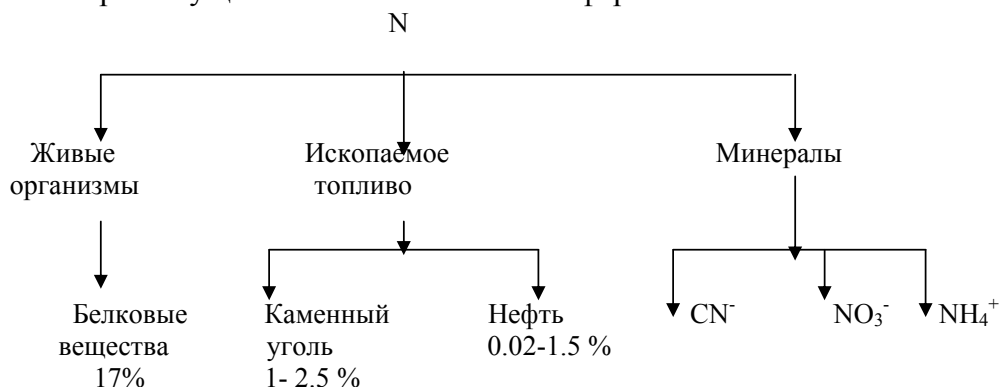 N
Живые организмы
Ископаемое топливо
Минералы
Белковые вещества 17%
Каменный уголь 1- 2.5 %
Нефть 0.02-1.5 %
CN-
NO3-
NH4+